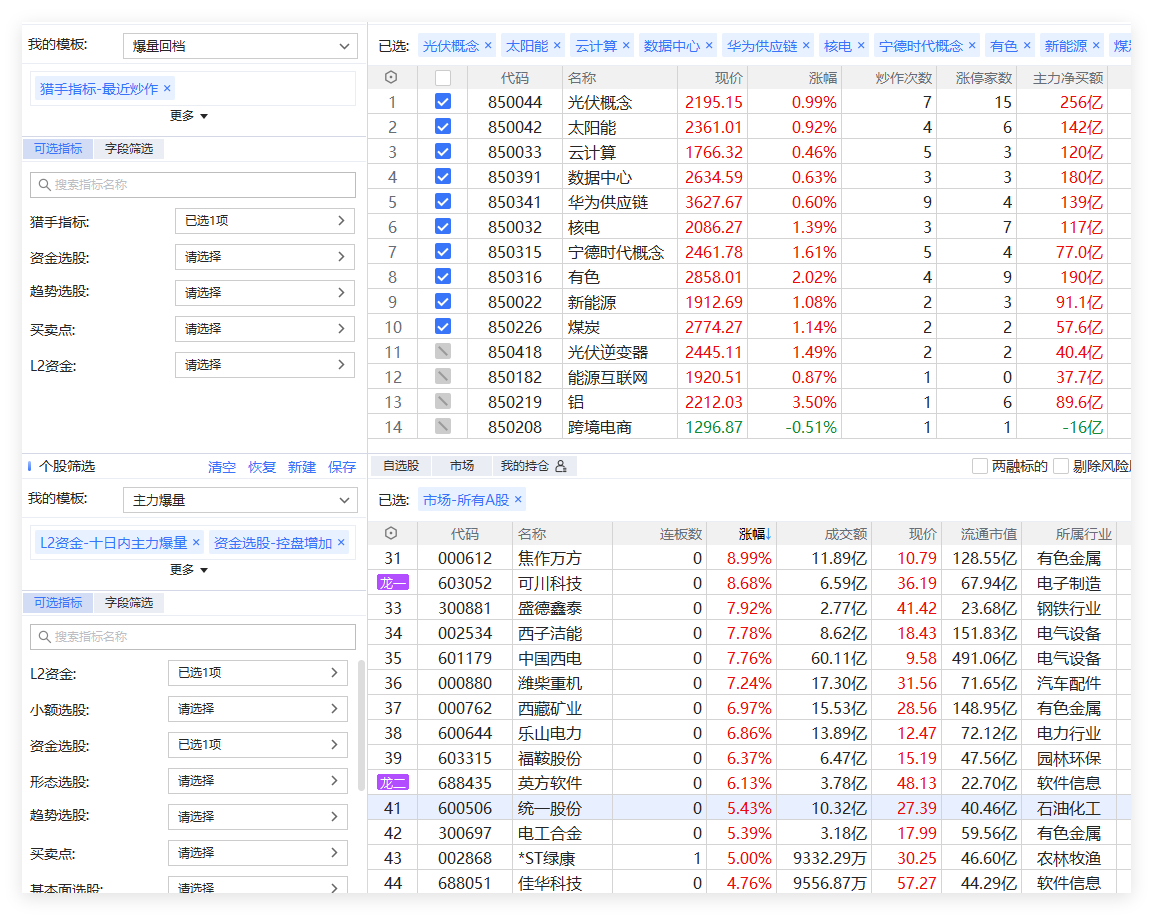 我的模板: 爆量回档
猎手指标-最近炒作 ×
更多
可选指标 字段筛选
搜索指标名称
猎手指标: 已选1项
资金选股: 请选择
趋势选股: 请选择
买卖点: 请选择
L2资金: 请选择
已选: 光伏概念 × 太阳能 × 云计算 × 数据中心 × 华为供应链 × 核电 × 宁德时代概念 × 有色 × 新能源 ×
代码 名称 现价 涨幅 炒作次数 涨停家数 主力净买额
1 850044 光伏概念 2195.15 0.99% 7 15 256亿
2 850042 太阳能 2361.01 0.92% 4 6 142亿
3 850033 云计算 1766.32 0.46% 5 3 120亿
4 850391 数据中心 2634.59 0.63% 3 3 180亿
5 850341 华为供应链 3627.67 0.60% 9 4 139亿
6 850032 核电 2086.27 1.39% 3 7 117亿
7 850315 宁德时代概念 2461.78 1.61% 5 4 77.0亿
8 850316 有色 2858.01 2.02% 4 9 190亿
9 850022 新能源 1912.69 1.08% 2 3 91.1亿
10 850226 煤炭 2774.27 1.14% 2 2 57.6亿
11 850418 光伏逆变器 2445.11 1.49% 2 2 40.4亿
12 850182 能源互联网 1920.51 0.87% 1 0 37.7亿
13 850219 铝 2212.03 3.50% 1 6 89.6亿
14 850208 跨境电商 1296.87 -0.51% 1 1 -16亿
个股筛选 清空 恢复 新建 保存
我的模板: 主力爆量
L2资金-十日内主力爆量 × 资金选股-控盘增加 ×
更多
可选指标 字段筛选
搜索指标名称
L2资金: 已选1项
小额选股: 请选择
资金选股: 已选1项
形态选股: 请选择
趋势选股: 请选择
买卖点: 请选择
基本面选股: 请选择
自选股 市场 我的持仓 两融标的 剔除风险
已选: 市场-所有A股 ×
代码 名称 连板数 涨幅↓ 成交额 现价 流通市值 所属行业
31 000612 焦作万方 0 8.99% 11.89亿 10.79 128.55亿 有色金属
龙一 603052 可川科技 0 8.68% 6.59亿 36.19 67.94亿 电子制造
33 300881 盛德鑫泰 0 7.92% 2.77亿 41.42 23.68亿 钢铁行业
34 002534 西子洁能 0 7.78% 8.62亿 18.43 151.83亿 电气设备
35 601179 中国西电 0 7.76% 60.11亿 9.58 491.06亿 电气设备
36 000880 潍柴重机 0 7.24% 17.30亿 31.56 71.65亿 汽车配件
37 000762 西藏矿业 0 6.97% 15.53亿 28.56 148.95亿 有色金属
38 600644 乐山电力 0 6.86% 13.89亿 12.47 72.12亿 电力行业
39 603315 福鞍股份 0 6.37% 6.47亿 15.19 47.56亿 园林环保
龙二 688435 英方软件 0 6.13% 3.78亿 48.13 22.70亿 软件信息
41 600506 统一股份 0 5.43% 10.32亿 27.39 40.46亿 石油化工
42 300697 电工合金 0 5.39% 3.18亿 17.99 59.56亿 有色金属
43 002868 *ST绿康 1 5.00% 9332.29万 30.25 46.60亿 农林牧渔
44 688051 佳华科技 0 4.76% 9556.87万 57.27 44.29亿 软件信息